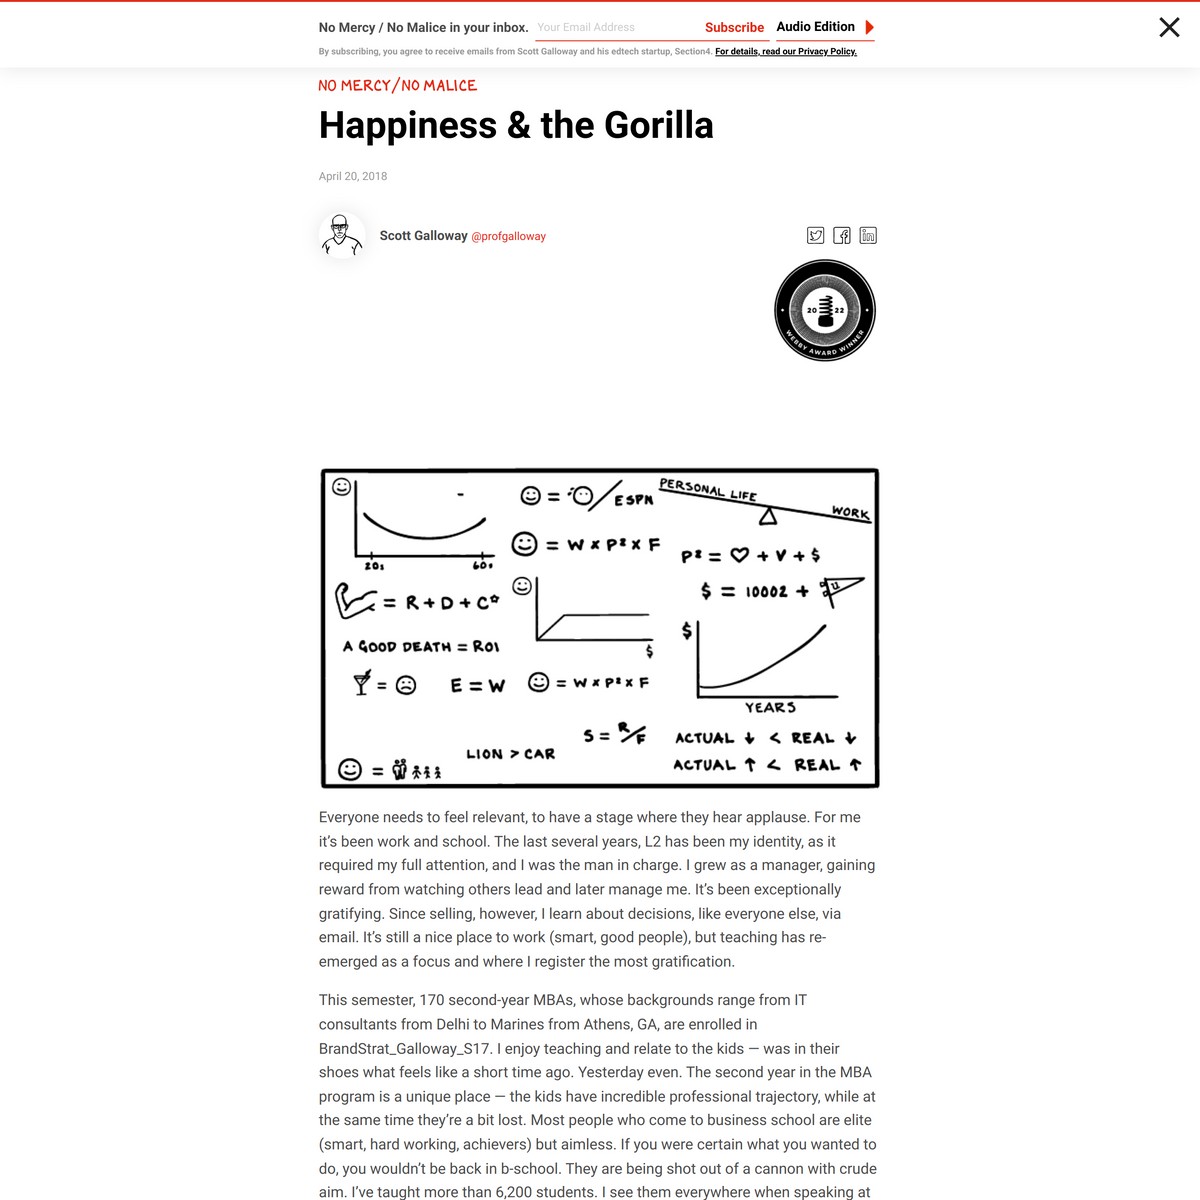 No Mercy / No Malice in your inbox. Your Email Address Subscribe Audio Edition
By subscribing, you agree to receive emails from Scott Galloway and his edtech startup, Section4. For details, read our Privacy Policy.
NO MERCY/NO MALICE
Happiness & the Gorilla
April 20, 2018
Scott Galloway @profgalloway
20 22
WEBBY AWARD WINNER
= / ESPN
PERSONAL LIFE
WORK
= W x P² x F
P² = ♡ + V + $
20s 60s
= R + D + C*
$ = 10002 + U
A GOOD DEATH = ROI
$
$
= ☹ E = W ☺ = W x P² x F
YEARS
S = R/F
ACTUAL ↓ < REAL ↓
LION > CAR
ACTUAL ↑ < REAL ↑
Everyone needs to feel relevant, to have a stage where they hear applause. For me
it’s been work and school. The last several years, L2 has been my identity, as it
required my full attention, and I was the man in charge. I grew as a manager, gaining
reward from watching others lead and later manage me. It’s been exceptionally
gratifying. Since selling, however, I learn about decisions, like everyone else, via
email. It’s still a nice place to work (smart, good people), but teaching has re-
emerged as a focus and where I register the most gratification.
This semester, 170 second-year MBAs, whose backgrounds range from IT
consultants from Delhi to Marines from Athens, GA, are enrolled in
BrandStrat_Galloway_S17. I enjoy teaching and relate to the kids — was in their
shoes what feels like a short time ago. Yesterday even. The second year in the MBA
program is a unique place — the kids have incredible professional trajectory, while at
the same time they’re a bit lost. Most people who come to business school are elite
(smart, hard working, achievers) but aimless. If you were certain what you wanted to
do, you wouldn’t be back in b-school. They are being shot out of a cannon with crude
aim. I’ve taught more than 6,200 students. I see them everywhere when speaking at